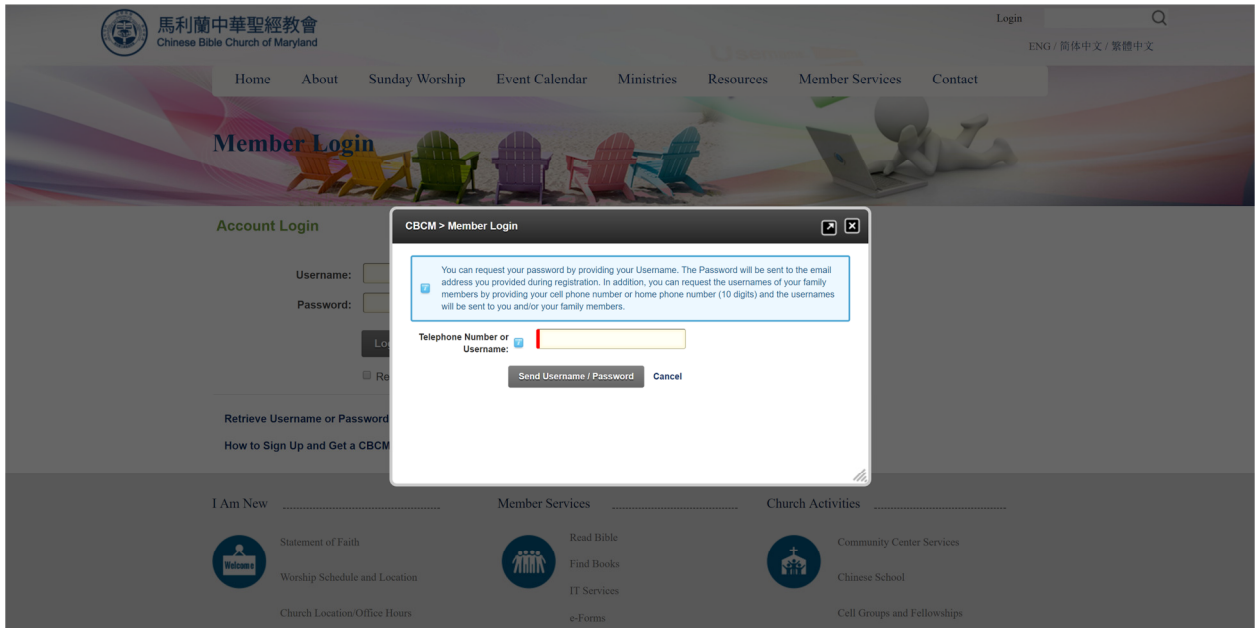 馬利蘭中華聖經教會
Chinese Bible Church of Maryland
Login
ENG / 简体中文 / 繁體中文
Home About Sunday Worship Event Calendar Ministries Resources Member Services Contact
Member Login
Account Login
Username:
Password:
Retrieve Username or Password
How to Sign Up and Get a CBCM
CBCM > Member Login
You can request your password by providing your Username. The Password will be sent to the email
address you provided during registration. In addition, you can request the usernames of your family
members by providing your cell phone number or home phone number (10 digits) and the usernames
will be sent to you and/or your family members.
Telephone Number or
Username:
Send Username / Password Cancel
I Am New
Welcome
Statement of Faith
Worship Schedule and Location
Church Location/Office Hours
Member Services
Read Bible
Find Books
IT Services
e-Forms
Church Activities
Community Center Services
Chinese School
Cell Groups and Fellowships